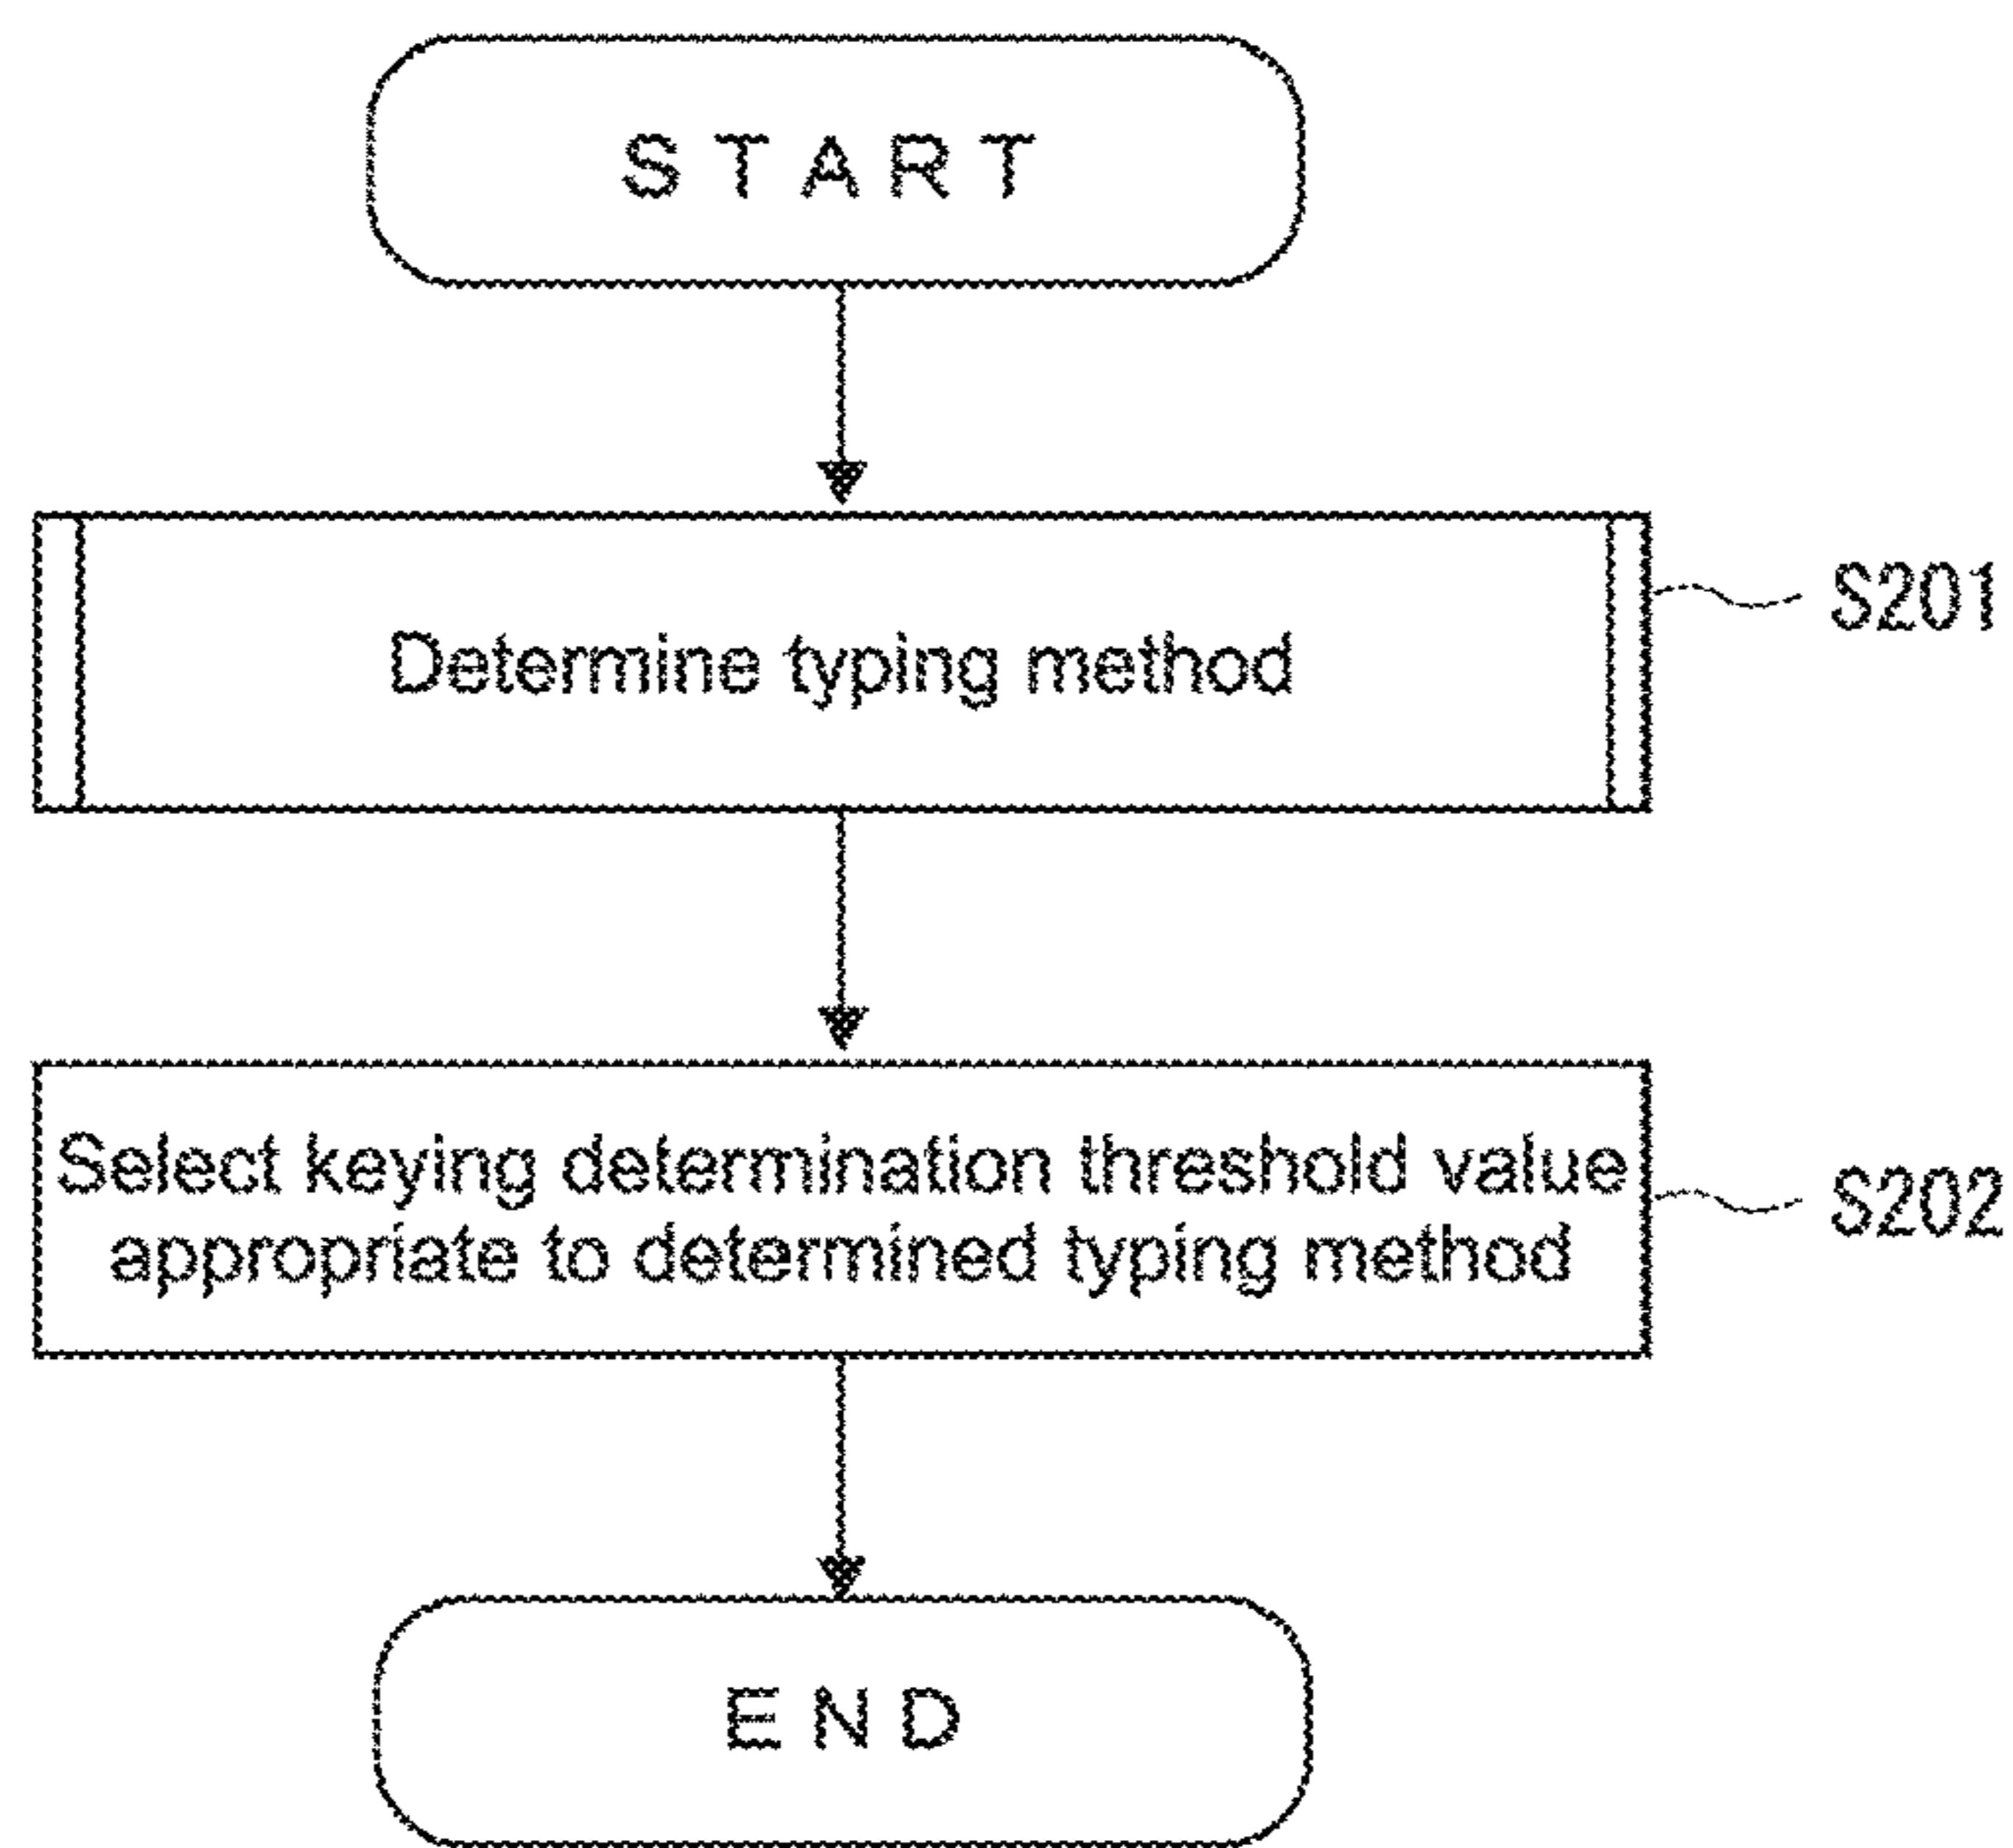 START
Determine typing method
S201
Select keying determination threshold value
appropriate to determined typing method
S202
END